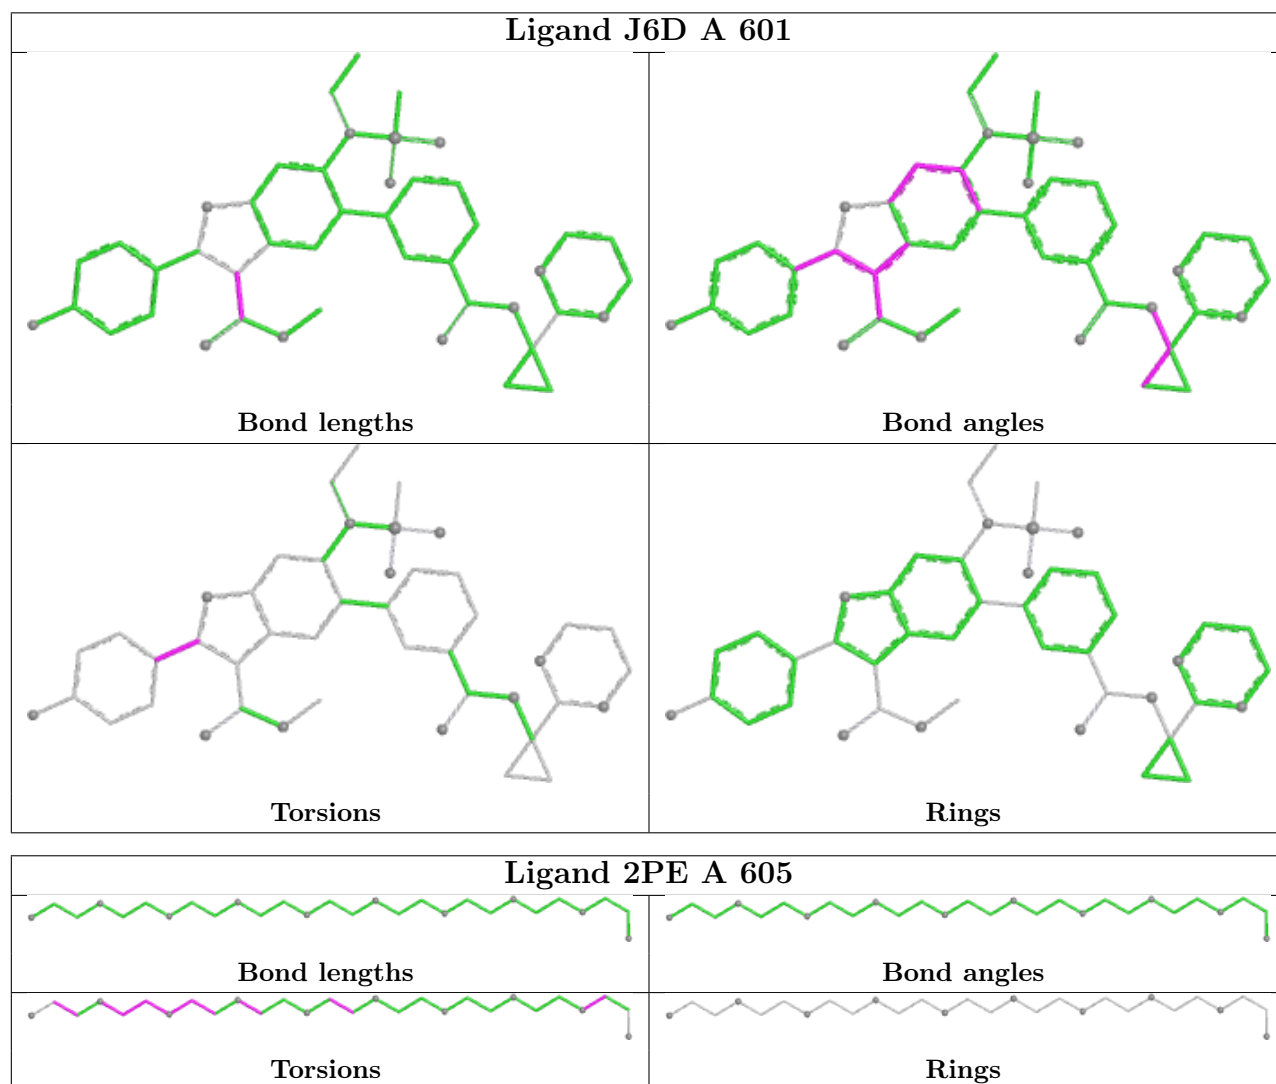 Ligand J6D A 601
Bond lengths
Bond angles
Torsions
Rings
Ligand 2PE A 605
Bond lengths
Bond angles
Torsions
Rings